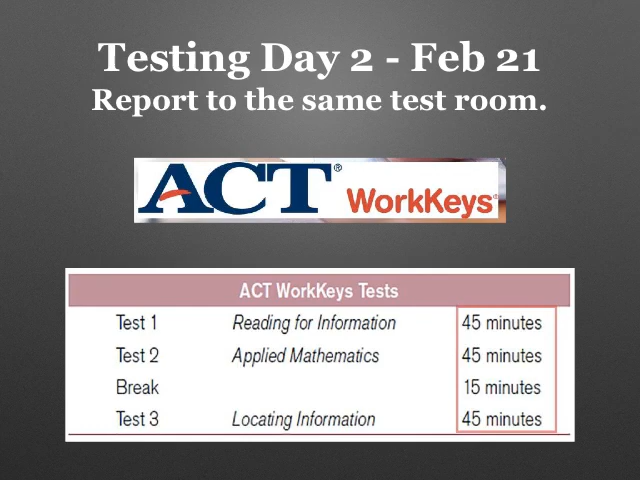 Testing Day 2 - Feb 21
Report to the same test room.
ACT® WorkKeys®
ACT WorkKeys Tests
Test 1 Reading for Information 45 minutes
Test 2 Applied Mathematics 45 minutes
Break 15 minutes
Test 3 Locating Information 45 minutes